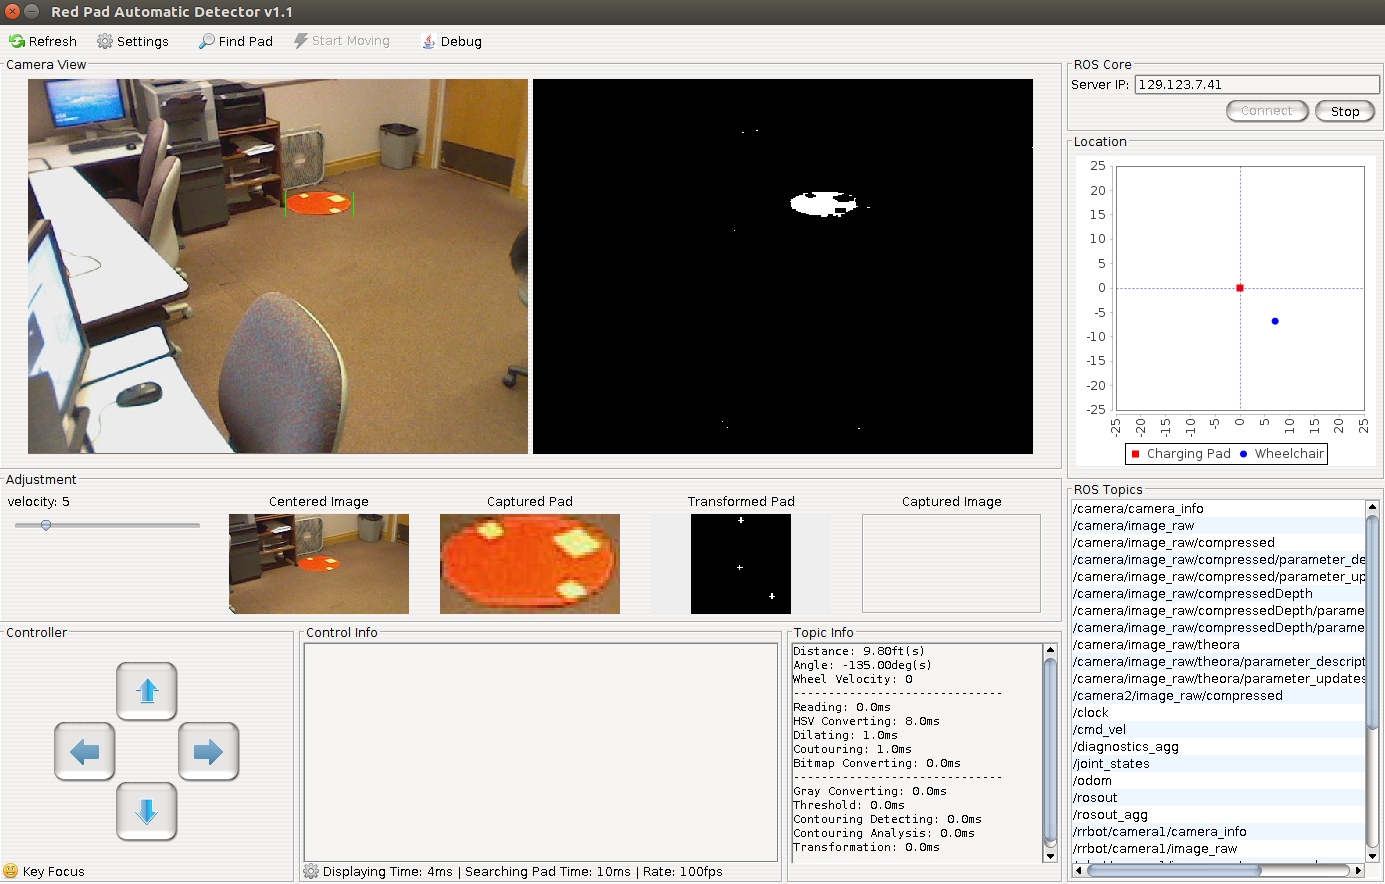 Red Pad Automatic Detector v1.1
Refresh Settings Find Pad Start Moving Debug
Camera View
ROS Core
Server IP: 129.123.7.41
Connect Stop
Location
25
20
15
10
5
0
-5
-10
-15
-20
-25
-25 -20 -15 -10 -5 0 5 10 15 20 25
Charging Pad Wheelchair
Adjustment
velocity: 5
Centered Image Captured Pad Transformed Pad Captured Image
ROS Topics
/camera/camera_info
/camera/image_raw
/camera/image_raw/compressed
/camera/image_raw/compressed/parameter_de
/camera/image_raw/compressed/parameter_up
/camera/image_raw/compressedDepth
/camera/image_raw/compressedDepth/parame
/camera/image_raw/compressedDepth/parame
/camera/image_raw/theora
/camera/image_raw/theora/parameter_descript
/camera/image_raw/theora/parameter_updates
/camera2/image_raw/compressed
/clock
/cmd_vel
/diagnostics_agg
/joint_states
/odom
/rosout
/rosout_agg
/rrbot/camera1/camera_info
/rrbot/camera1/image_raw
Controller
Key Focus
Control Info
Displaying Time: 4ms | Searching Pad Time: 10ms | Rate: 100fps
Topic Info
Distance: 9.80ft(s)
Angle: -135.00deg(s)
Wheel Velocity: 0
----------------------------
Reading: 0.0ms
HSV Converting: 8.0ms
Dilating: 1.0ms
Coutouring: 1.0ms
Bitmap Converting: 0.0ms
----------------------------
Gray Converting: 0.0ms
Threshold: 0.0ms
Contouring Detecting: 0.0ms
Contouring Analysis: 0.0ms
Transformation: 0.0ms